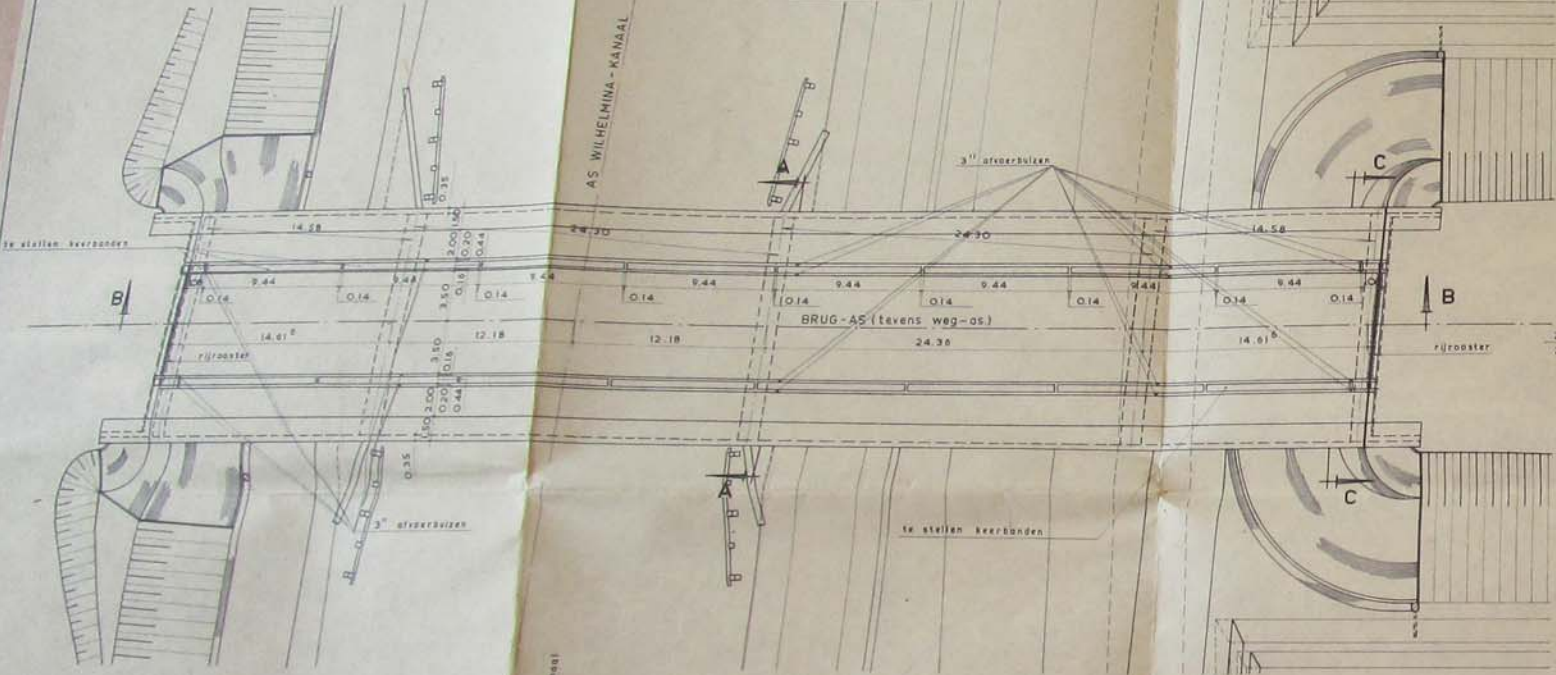 AS WILHELMINA-KANAAL
A
3" afvoerbuizen
C
0.35
te stellen keerbanden
14.58
24.30
24.30
14.58
1.50
2.00
0.20
0.44
9.44
9.44
9.44
9.44
9.44
9.44
9.44
9.44
0.16
B
0.14
0.14
0.14
0.14
0.14
0.14
0.14
0.14
0.14
B
3.50
BRUG-AS (tevens weg-as)
14.61⁵
12.18
12.18
24.36
14.61⁵
rijrooster
rijrooster
3.50
0.16
2.00
0.20
0.44
1.50
0.35
A
C
3" afvoerbuizen
te stellen keerbanden